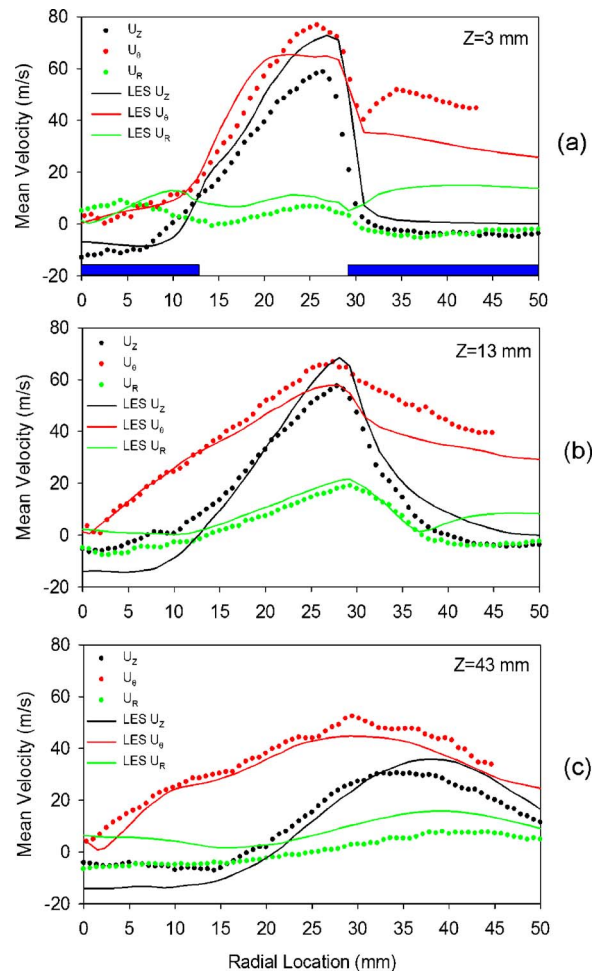 80
60
40
20
0
-20
Mean Velocity (m/s)
U_Z
U_θ
U_R
LES U_Z
LES U_θ
LES U_R
Z=3 mm
(a)
0 5 10 15 20 25 30 35 40 45 50
80
60
40
20
0
-20
Mean Velocity (m/s)
U_Z
U_θ
U_R
LES U_Z
LES U_θ
LES U_R
Z=13 mm
(b)
0 5 10 15 20 25 30 35 40 45 50
80
60
40
20
0
-20
Mean Velocity (m/s)
U_Z
U_θ
U_R
LES U_Z
LES U_θ
LES U_R
Z=43 mm
(c)
0 5 10 15 20 25 30 35 40 45 50
Radial Location (mm)